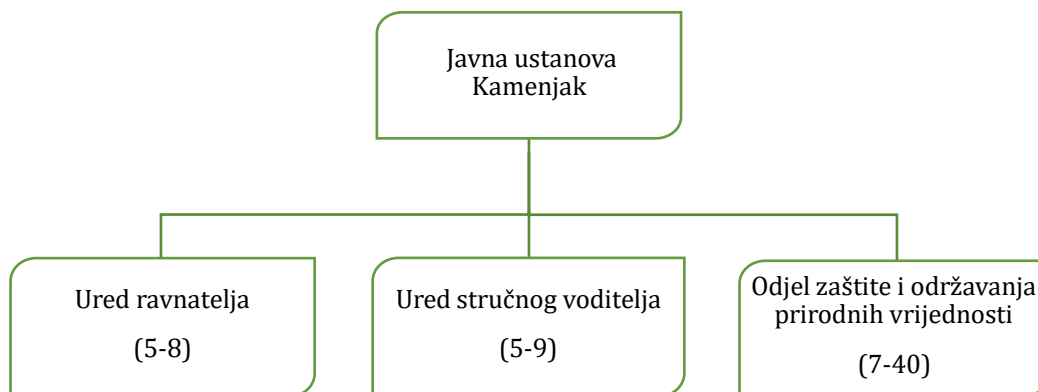 Javna ustanova
Kamenjak
Ured ravnatelja
(5-8)
Ured stručnog voditelja
(5-9)
Odjel zaštite i održavanja
prirodnih vrijednosti
(7-40)